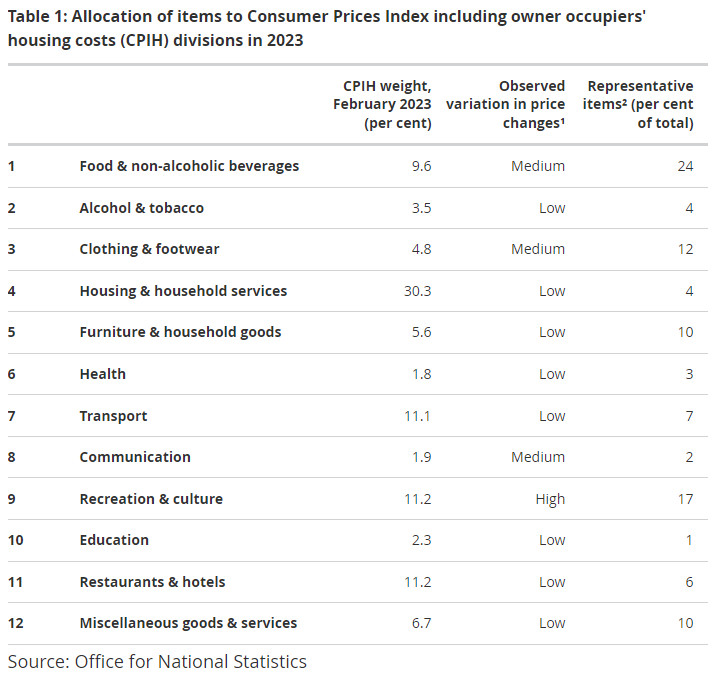 Table 1: Allocation of items to Consumer Prices Index including owner occupiers'
housing costs (CPIH) divisions in 2023
CPIH weight, Observed Representative
February 2023 variation in price items² (per cent
(per cent) changes¹ of total)
1 Food & non-alcoholic beverages 9.6 Medium 24
2 Alcohol & tobacco 3.5 Low 4
3 Clothing & footwear 4.8 Medium 12
4 Housing & household services 30.3 Low 4
5 Furniture & household goods 5.6 Low 10
6 Health 1.8 Low 3
7 Transport 11.1 Low 7
8 Communication 1.9 Medium 2
9 Recreation & culture 11.2 High 17
10 Education 2.3 Low 1
11 Restaurants & hotels 11.2 Low 6
12 Miscellaneous goods & services 6.7 Low 10
Source: Office for National Statistics